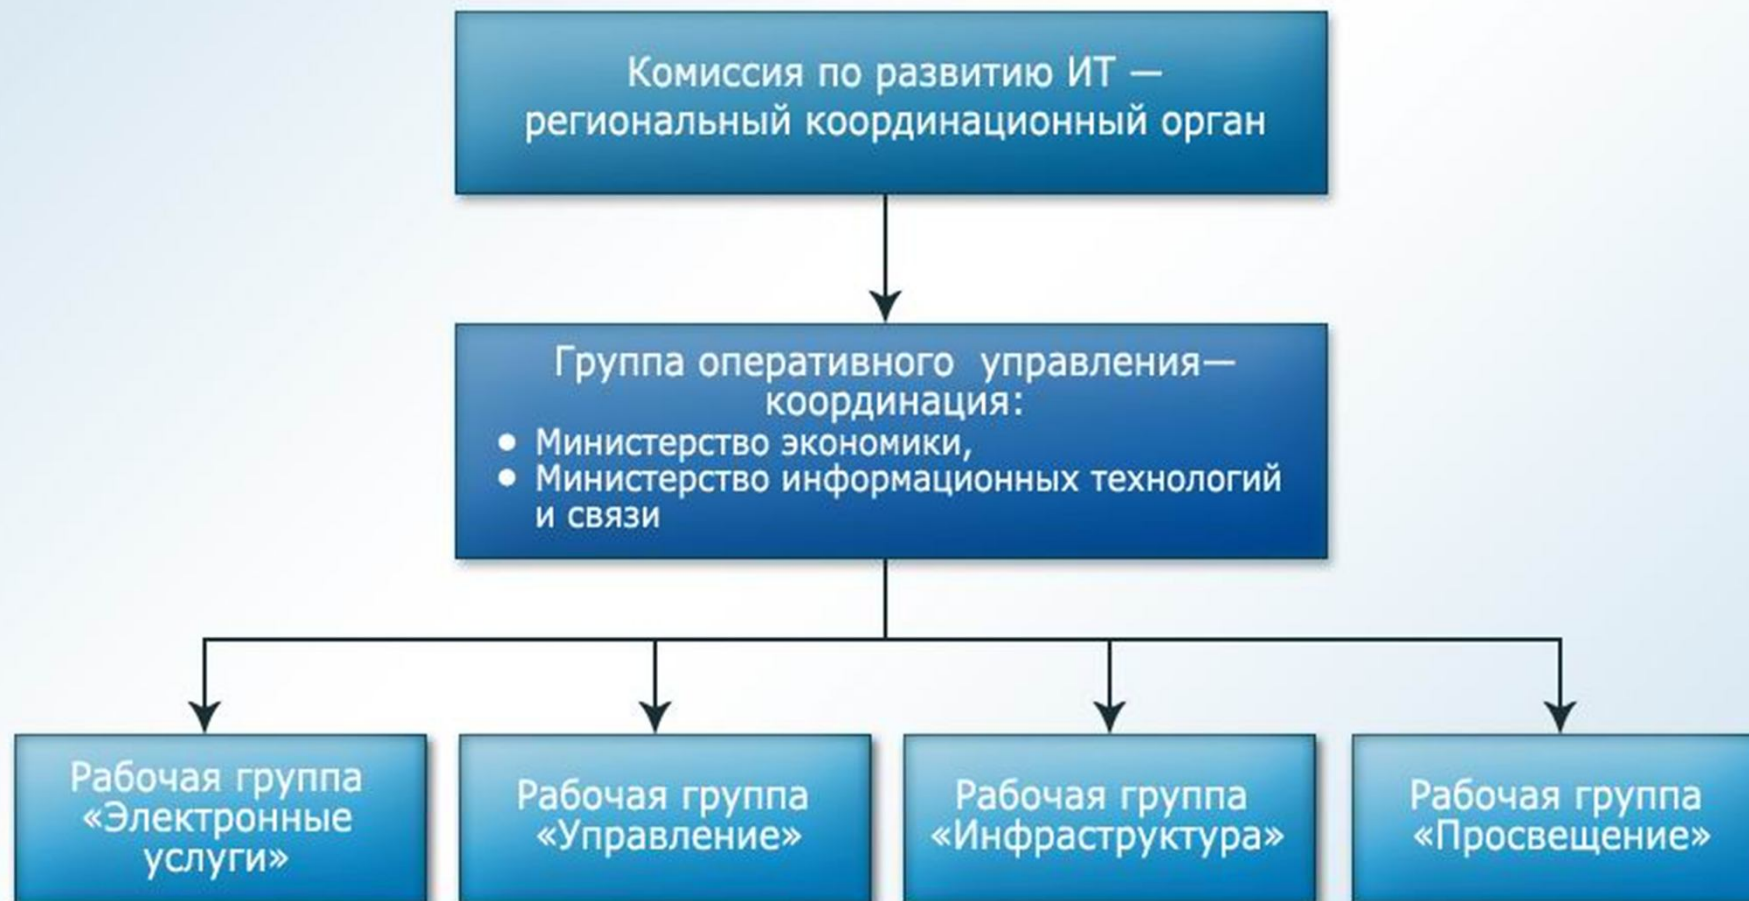 Комиссия по развитию ИТ —
региональный координационный орган
Группа оперативного управления—
координация:
● Министерство экономики,
● Министерство информационных технологий
и связи
Рабочая группа
«Электронные
услуги»
Рабочая группа
«Управление»
Рабочая группа
«Инфраструктура»
Рабочая группа
«Просвещение»